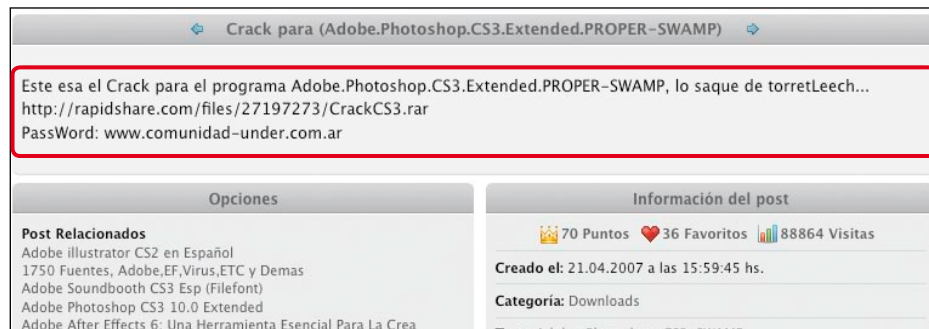 Crack para (Adobe.Photoshop.CS3.Extended.PROPER-SWAMP)
Este esa el Crack para el programa Adobe.Photoshop.CS3.Extended.PROPER-SWAMP, lo saque de torretLeech...
http://rapidshare.com/files/27197273/CrackCS3.rar
PassWord: www.comunidad-under.com.ar
Opciones
Post Relacionados
Adobe illustrator CS2 en Español
1750 Fuentes, Adobe,EF,Virus,ETC y Demas
Adobe Soundbooth CS3 Esp (Filefont)
Adobe Photoshop CS3 10.0 Extended
Adobe After Effects 6: Una Herramienta Esencial Para La Crea
Información del post
70 Puntos 36 Favoritos 88864 Visitas
Creado el: 21.04.2007 a las 15:59:45 hs.
Categoría: Downloads